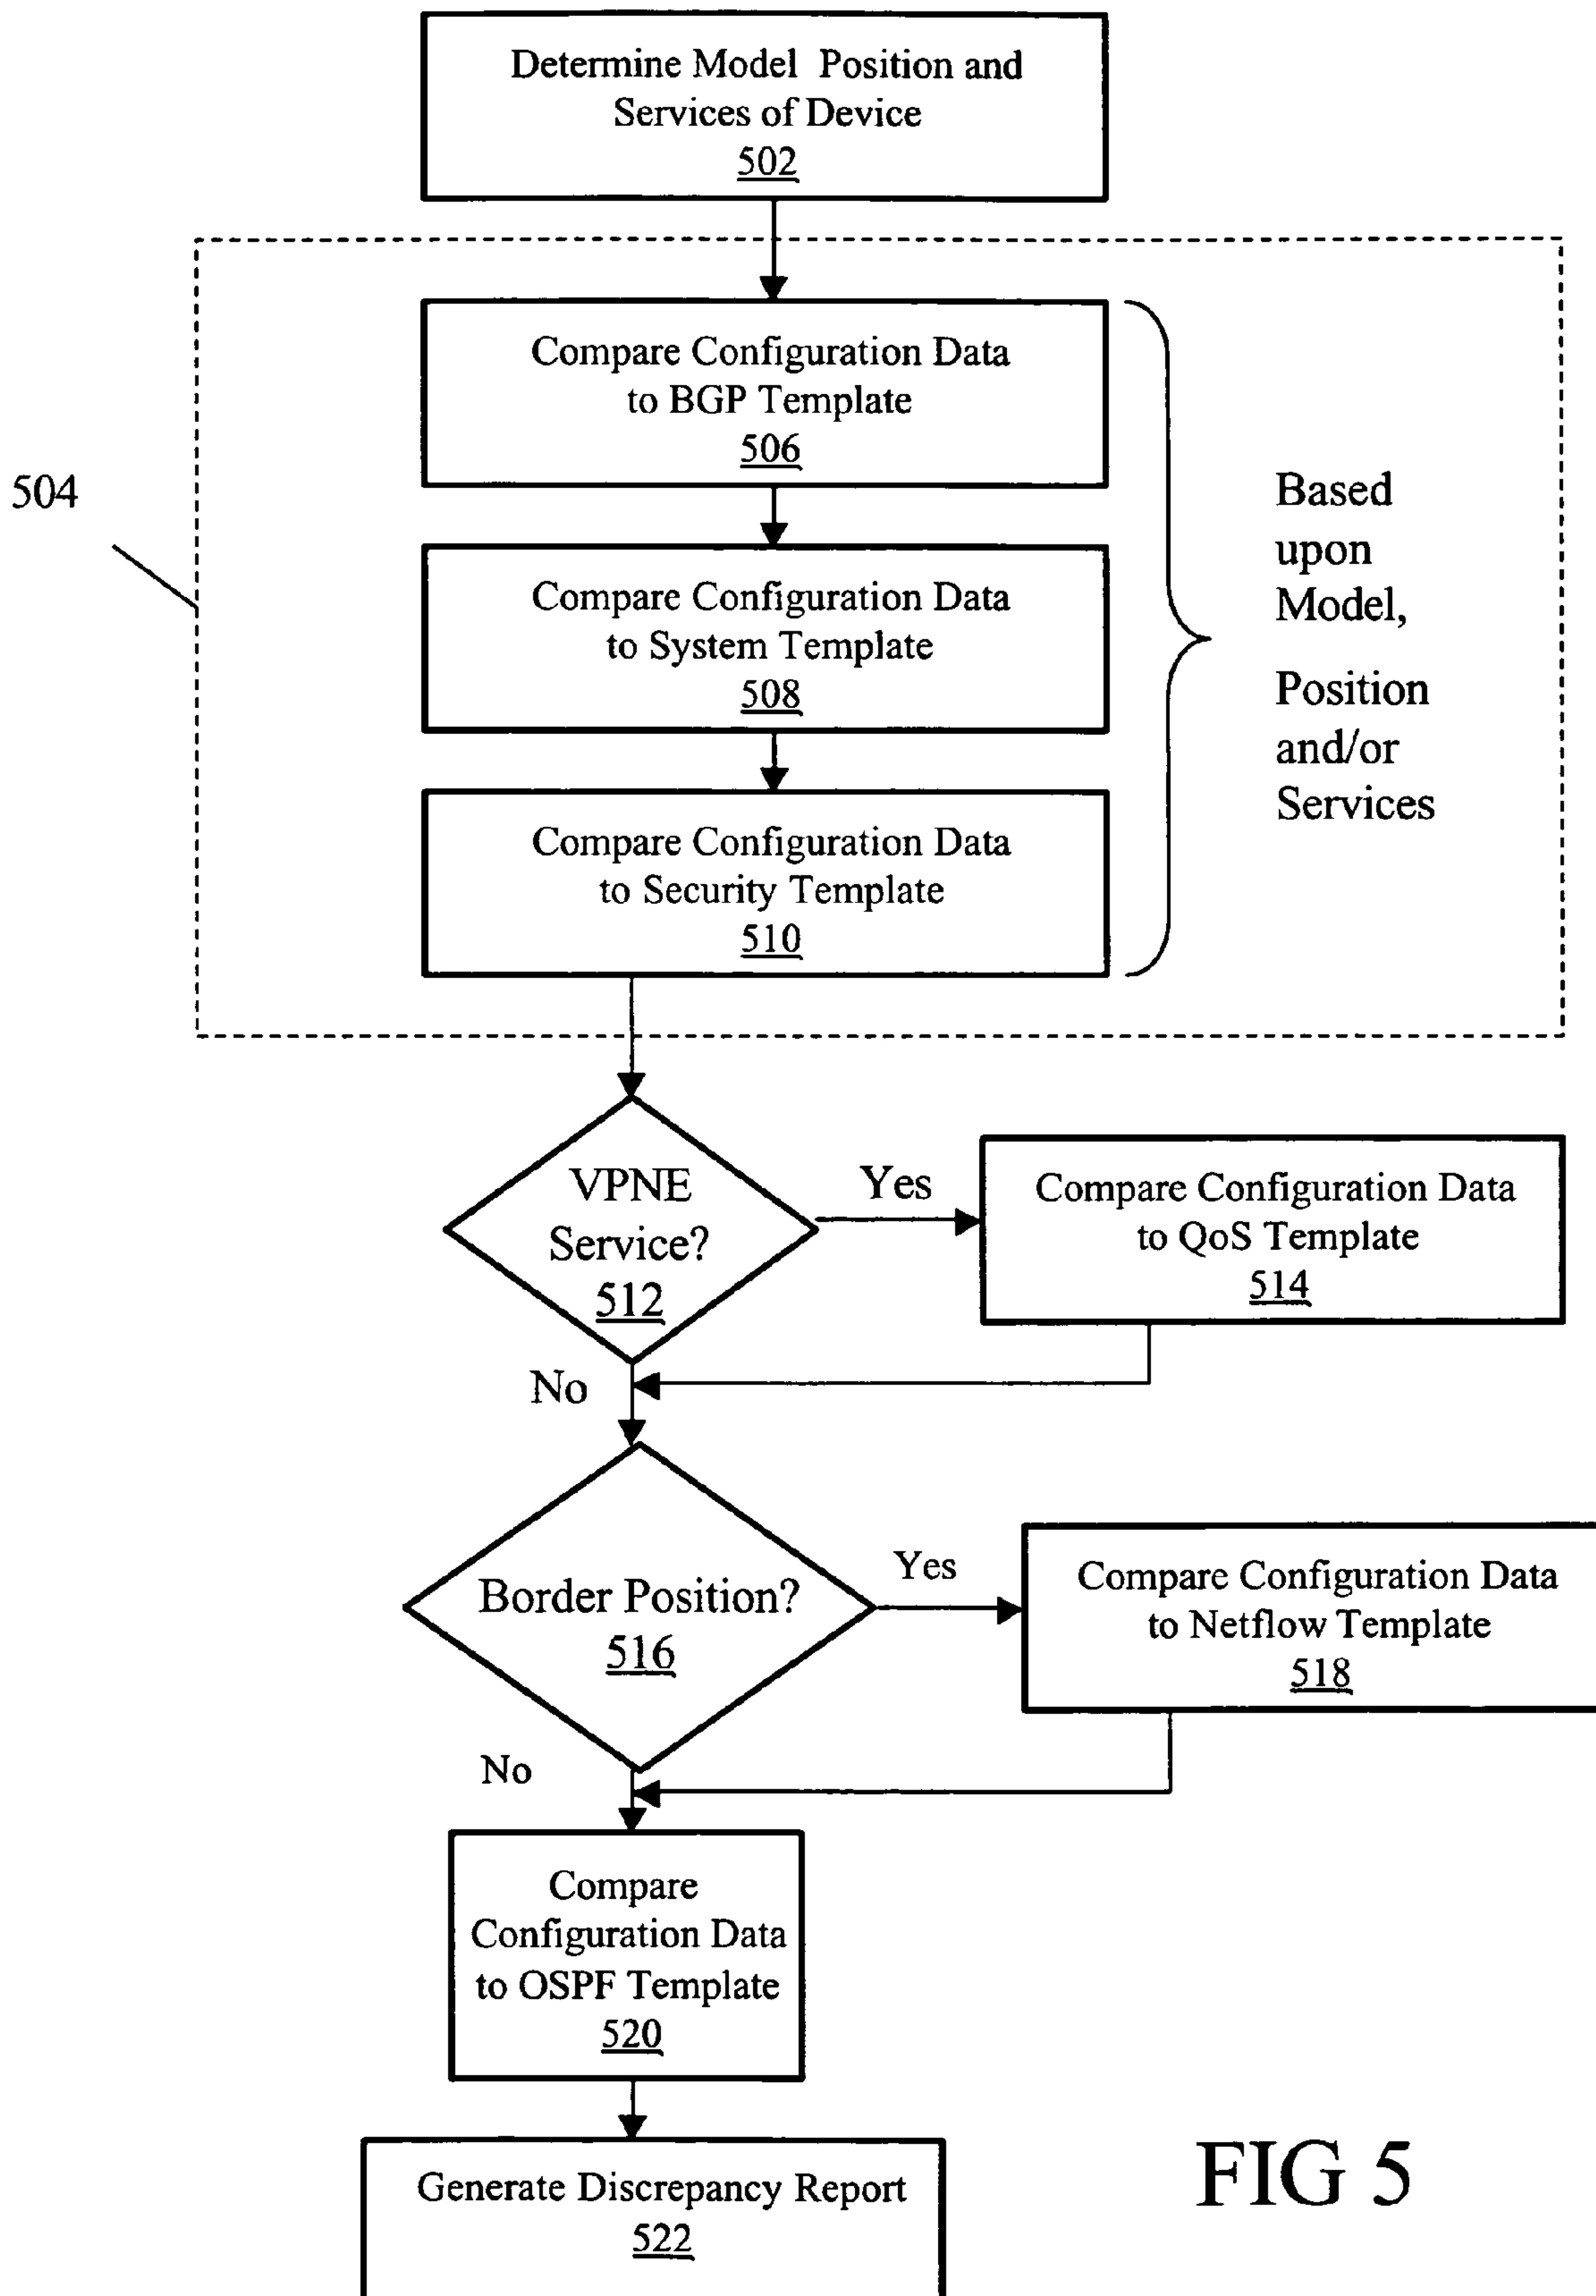 Determine Model Position and
Services of Device
502
504
Compare Configuration Data
to BGP Template
506
Compare Configuration Data
to System Template
508
Compare Configuration Data
to Security Template
510
Based
upon
Model,
Position
and/or
Services
VPNE
Service?
512
Yes
Compare Configuration Data
to QoS Template
514
No
Border Position?
516
Yes
Compare Configuration Data
to Netflow Template
518
No
Compare
Configuration Data
to OSPF Template
520
Generate Discrepancy Report
522
FIG 5